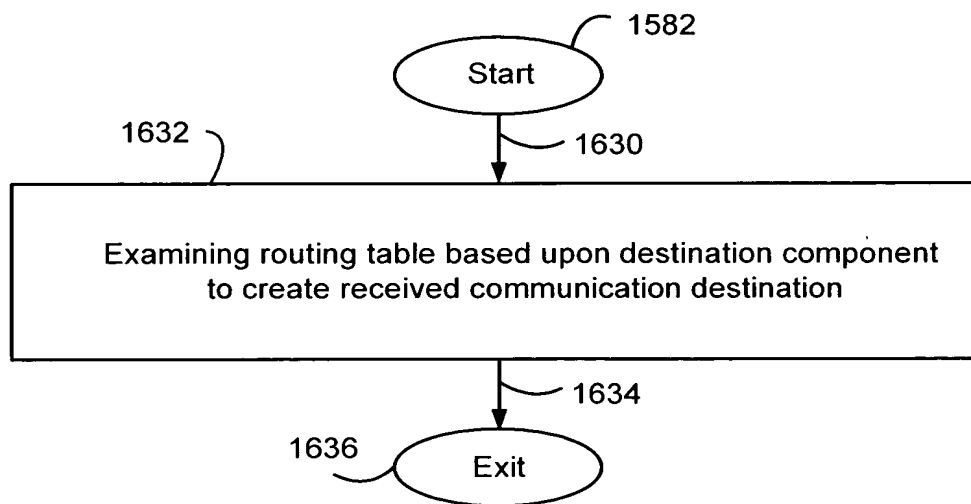 1582
Start
1632
1630
Examining routing table based upon destination component
to create received communication destination
1634
1636
Exit